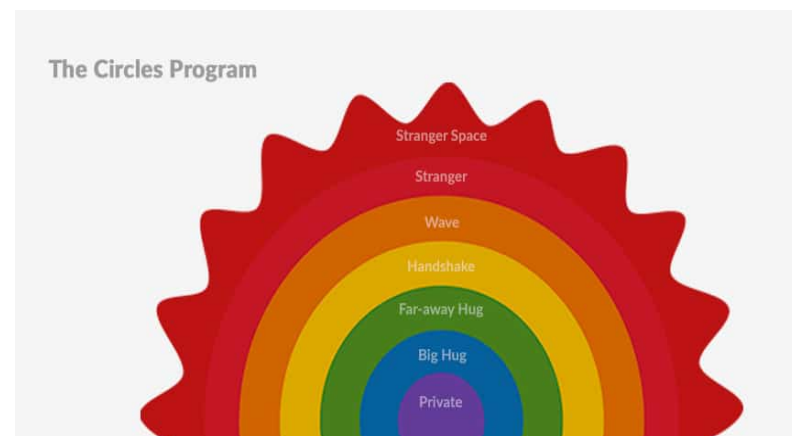 The Circles Program
Stranger Space
Stranger
Wave
Handshake
Far-away Hug
Big Hug
Private